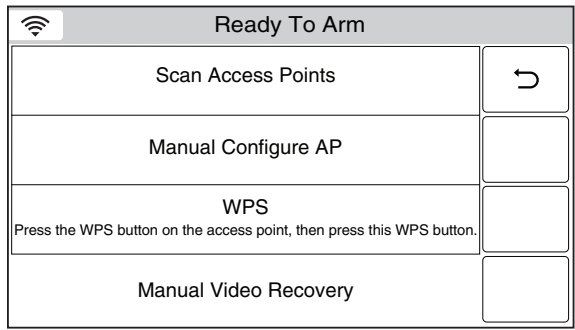 Ready To Arm
Scan Access Points
Manual Configure AP
WPS
Press the WPS button on the access point, then press this WPS button.
Manual Video Recovery